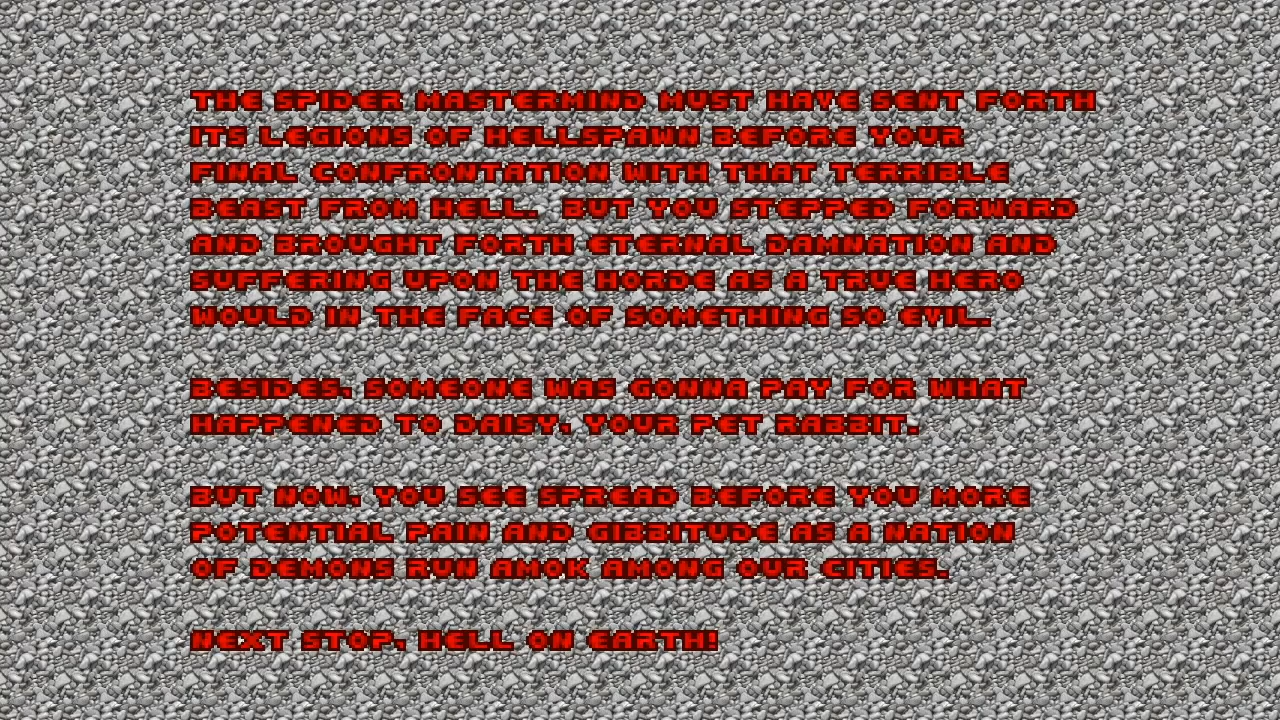 THE SPIDER MASTERMIND MUST HAVE SENT FORTH
ITS LEGIONS OF HELLSPAWN BEFORE YOUR
FINAL CONFRONTATION WITH THAT TERRIBLE
BEAST FROM HELL.  BUT YOU STEPPED FORWARD
AND BROUGHT FORTH ETERNAL DAMNATION AND
SUFFERING UPON THE HORDE AS A TRUE HERO
WOULD IN THE FACE OF SOMETHING SO EVIL.
BESIDES, SOMEONE WAS GONNA PAY FOR WHAT
HAPPENED TO DAISY, YOUR PET RABBIT.
BUT NOW, YOU SEE SPREAD BEFORE YOU MORE
POTENTIAL PAIN AND GIBBITUDE AS A NATION
OF DEMONS RUN AMOK AMONG OUR CITIES.
NEXT STOP, HELL ON EARTH!